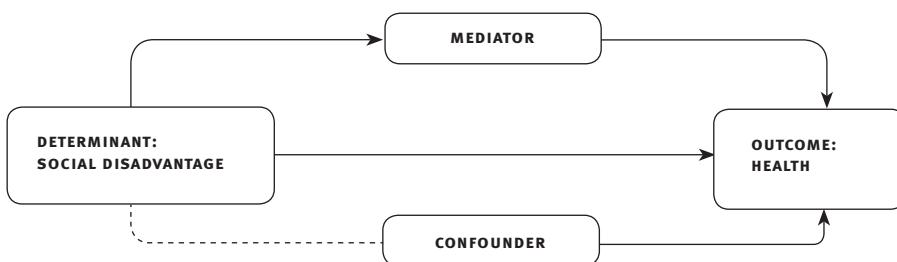 MEDIATOR
DETERMINANT:
SOCIAL DISADVANTAGE
OUTCOME:
HEALTH
CONFOUNDER